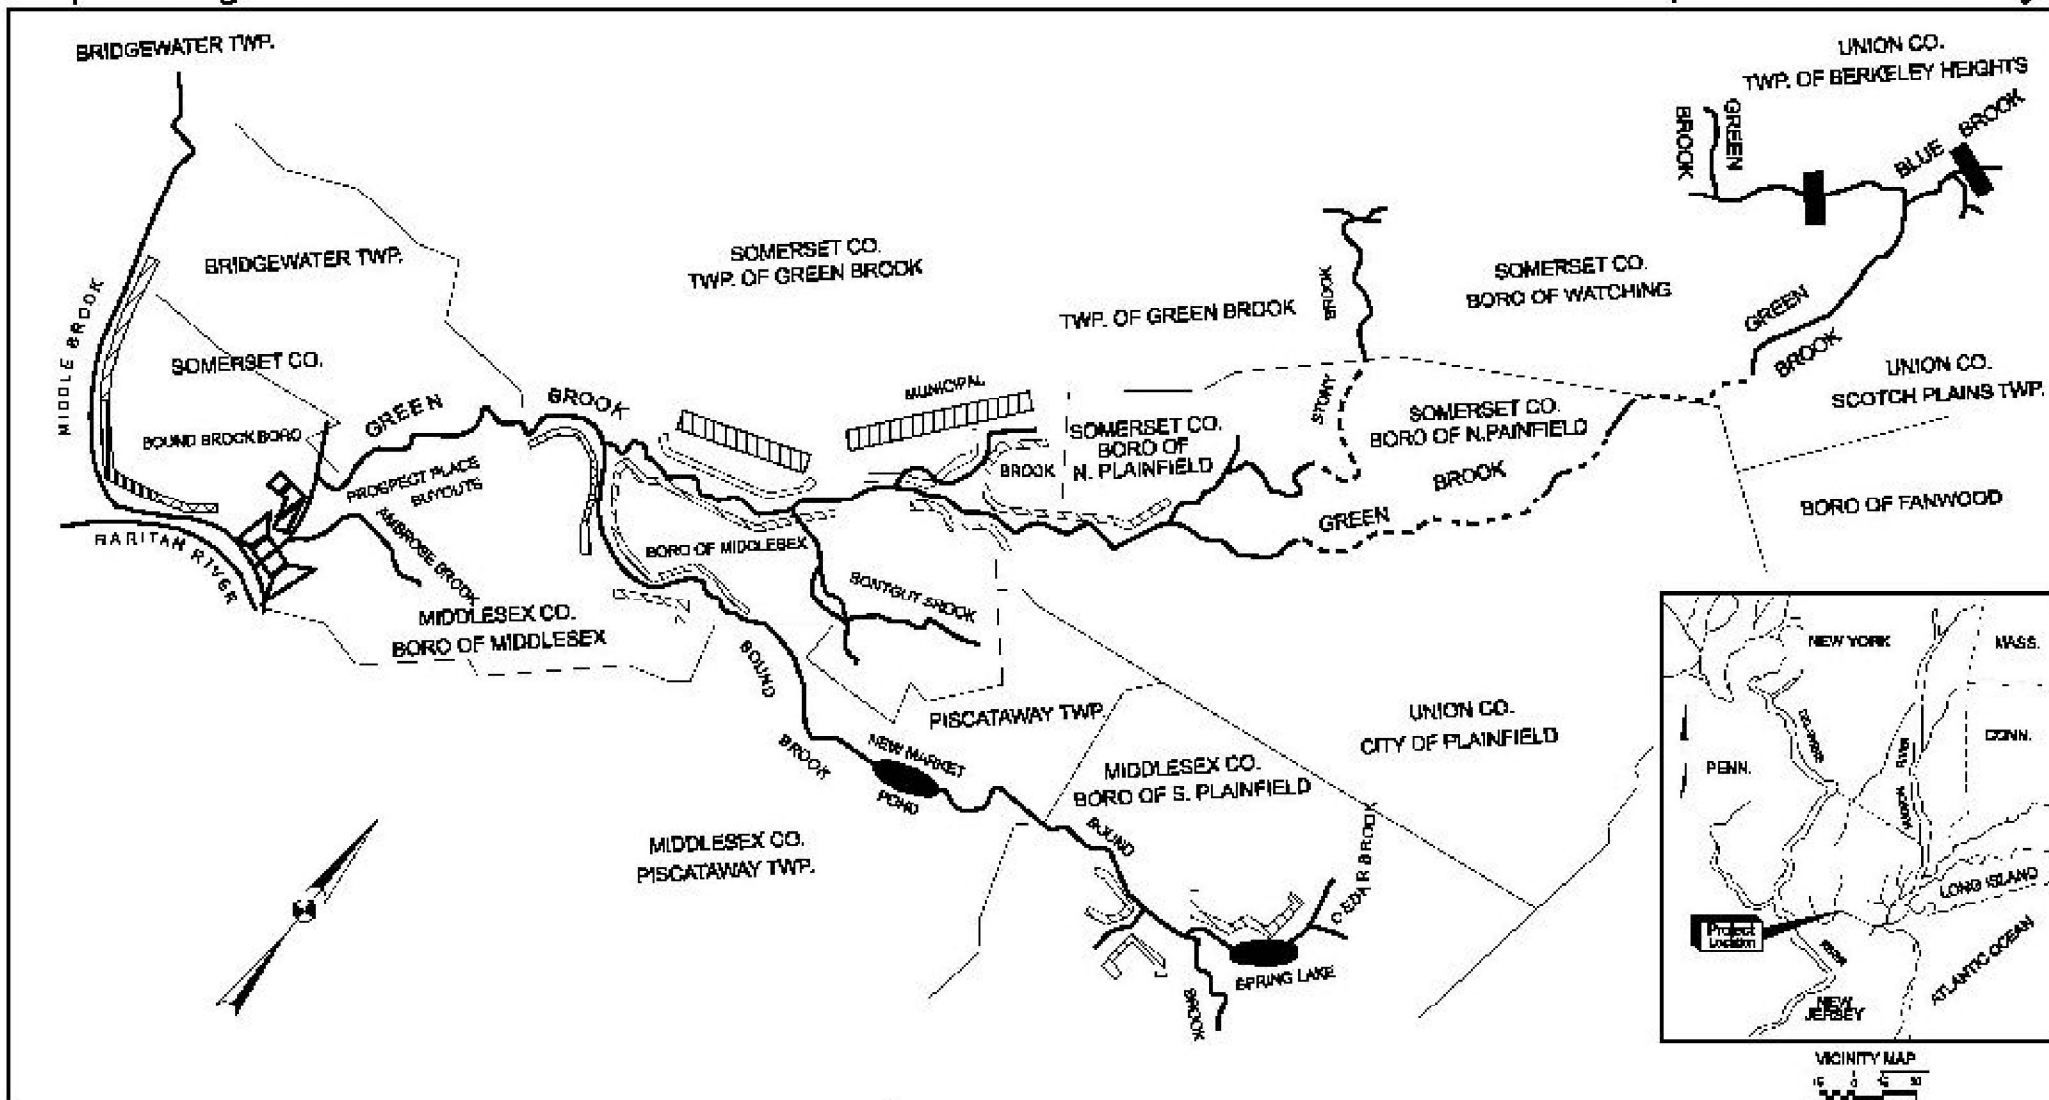 BRIDGEWATER TWP.
UNION CO.
TWP. OF BERKELEY HEIGHTS
GREEN
BROOK
BLUE BROOK
BRIDGEWATER TWP.
SOMERSET CO.
TWP. OF GREEN BROOK
TWP. OF GREEN BROOK
STONY BROOK
SOMERSET CO.
BORO OF WATCHING
GREEN
BROOK
UNION CO.
SCOTCH PLAINS TWP.
MIDDLE BROOK
SOMERSET CO.
BOUND BROOK BORO
GREEN BROOK
MUNICIPAL
BROOK
SOMERSET CO.
BORO OF
N. PLAINFIELD
SOMERSET CO.
BORO OF N.PAINFIELD
GREEN BROOK
BORO OF FANWOOD
PROSPECT PLACE
BUYOUTS
AMBROSE BROOK
RARITAN RIVER
BORO OF MIDDLESEX
BROOK
MIDDLESEX CO.
BORO OF MIDDLESEX
BOUND
BROOK
PISCATAWAY TWP.
NEW MARKET
POND
UNION CO.
CITY OF PLAINFIELD
MIDDLESEX CO.
BORO OF S. PLAINFIELD
MIDDLESEX CO.
PISCATAWAY TWP.
BOUND
BROOK
CEDAR BROOK
SPRING LAKE
NEW YORK
MASS.
PENN.
CONN.
DELAWARE
RIVER
HUDSON
RIVER
LONG ISLAND
Project
Location
ATLANTIC OCEAN
NEW
JERSEY
VICINITY MAP